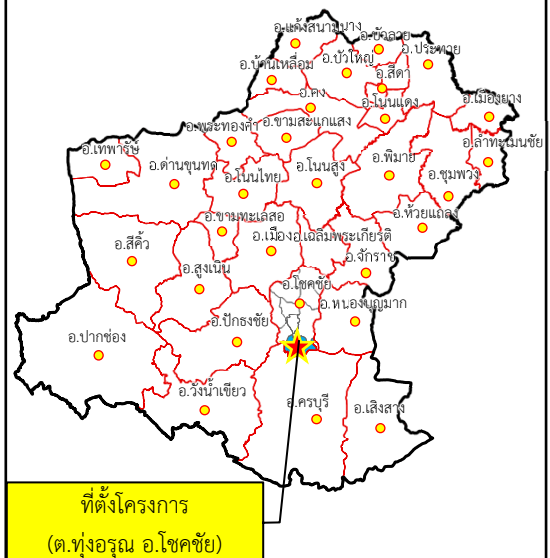 อ.แก้งสนามนาง
อ.บัวลาย
อ.ประทาย
อ.บัวใหญ่
อ.บ้านเหลื่อม
อ.สีดา
อ.คง
อ.โนนแดง
อ.เมืองยาง
อ.พระทองคำ
อ.ขามสะแกแสง
อ.ลำทะเมนชัย
อ.เทพารักษ์
อ.ด่านขุนทด
อ.โนนไทย
อ.โนนสูง
อ.พิมาย
อ.ชุมพวง
อ.ขามทะเลสอ
อ.ห้วยแถลง
อ.สีคิ้ว
อ.เมือง
อ.เฉลิมพระเกียรติ
อ.จักราช
อ.สูงเนิน
อ.โชคชัย
อ.หนองบุญมาก
อ.ปักธงชัย
อ.ปากช่อง
อ.วังน้ำเขียว
อ.ครบุรี
อ.เสิงสาง
ที่ตั้งโครงการ
(ต.ทุ่งอรุณ อ.โชคชัย)